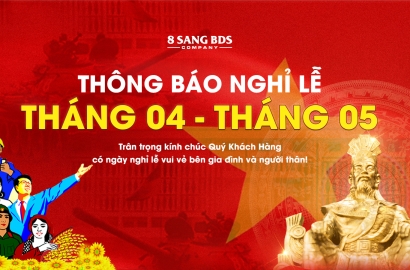 8 SANG BDS
COMPANY
THÔNG BÁO NGHỈ LỄ
THÁNG 04 - THÁNG 05
Trân trọng kính chúc Quý Khách Hàng
có ngày nghỉ lễ vui vẻ bên gia đình và người thân!